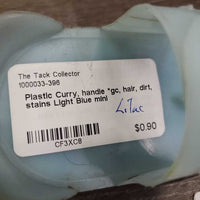 The Tack Collector
1000033-396
Plastic Curry, handle *gc, hair, dirt,
stains Light Blue mini
Lilac
$0.90
CF3XC8